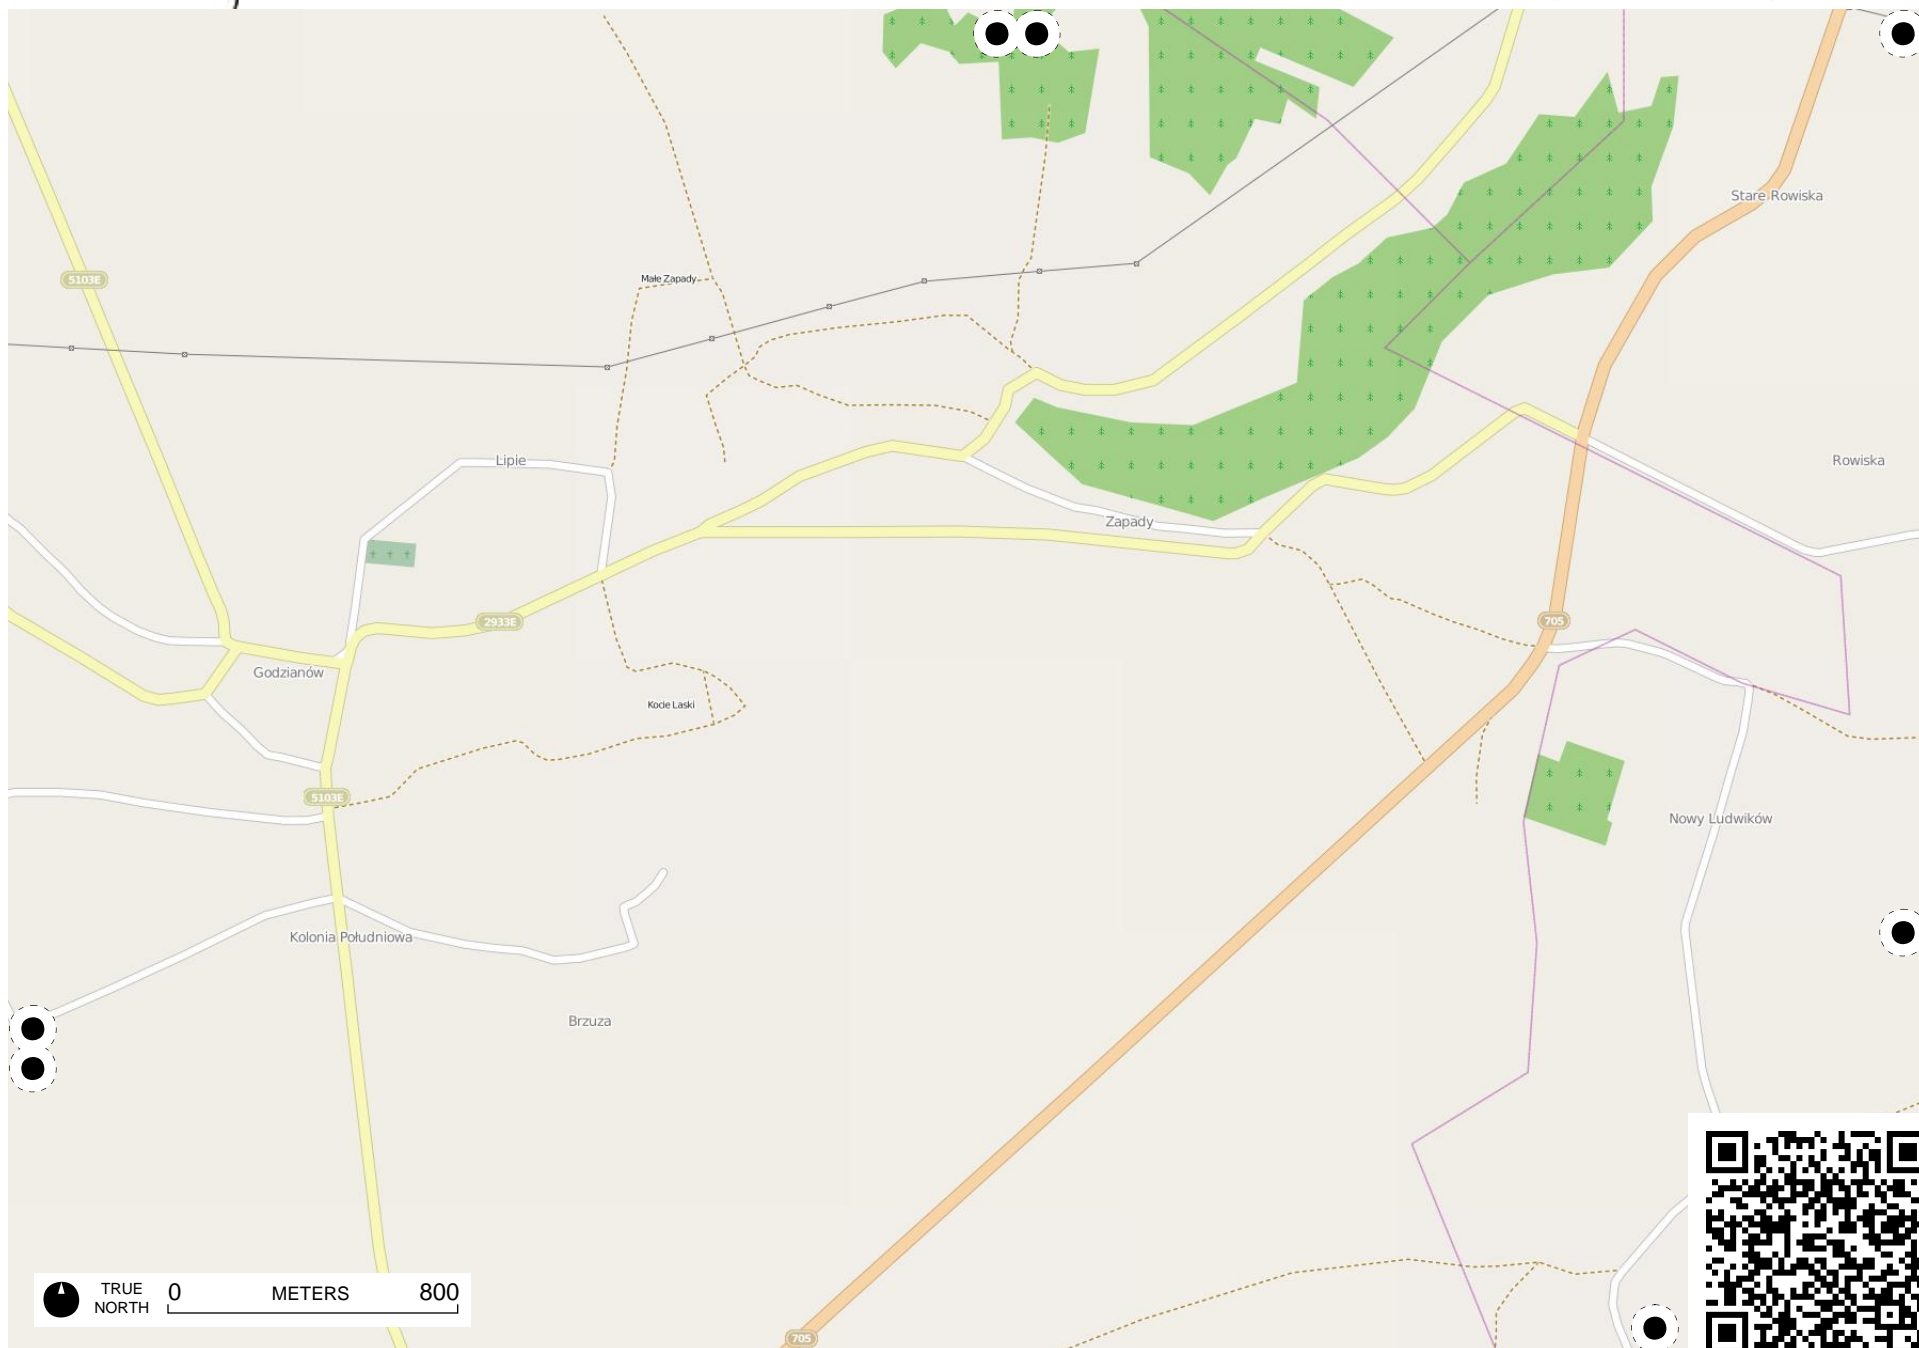 Stare Rowiska
5103E
Małe Zapady
Lipie
Rowiska
Zapady
2933E
705
Godzianów
Kocie Laski
5103E
Nowy Ludwików
Kolonia Południowa
Brzuza
TRUE NORTH
0 METERS 800
705